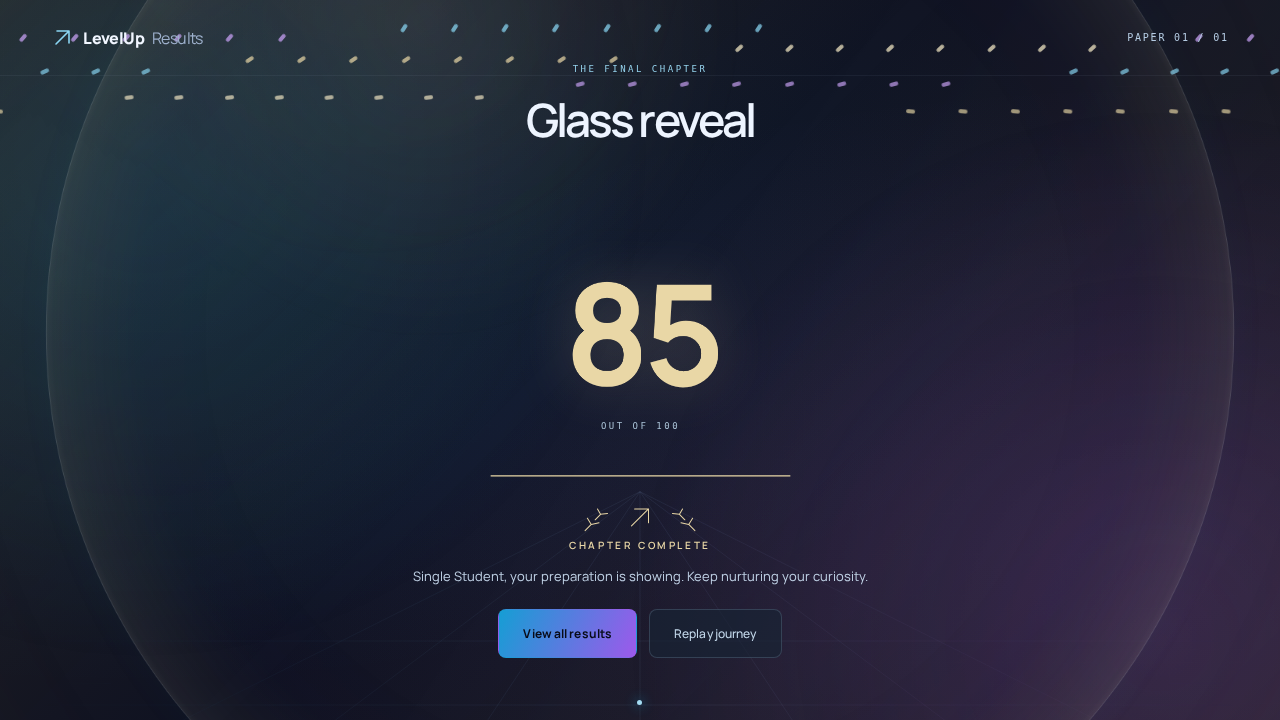 LevelUp Results
PAPER 01 / 01
THE FINAL CHAPTER
Glass reveal
85
OUT OF 100
CHAPTER COMPLETE
Single Student, your preparation is showing. Keep nurturing your curiosity.
View all results
Replay journey